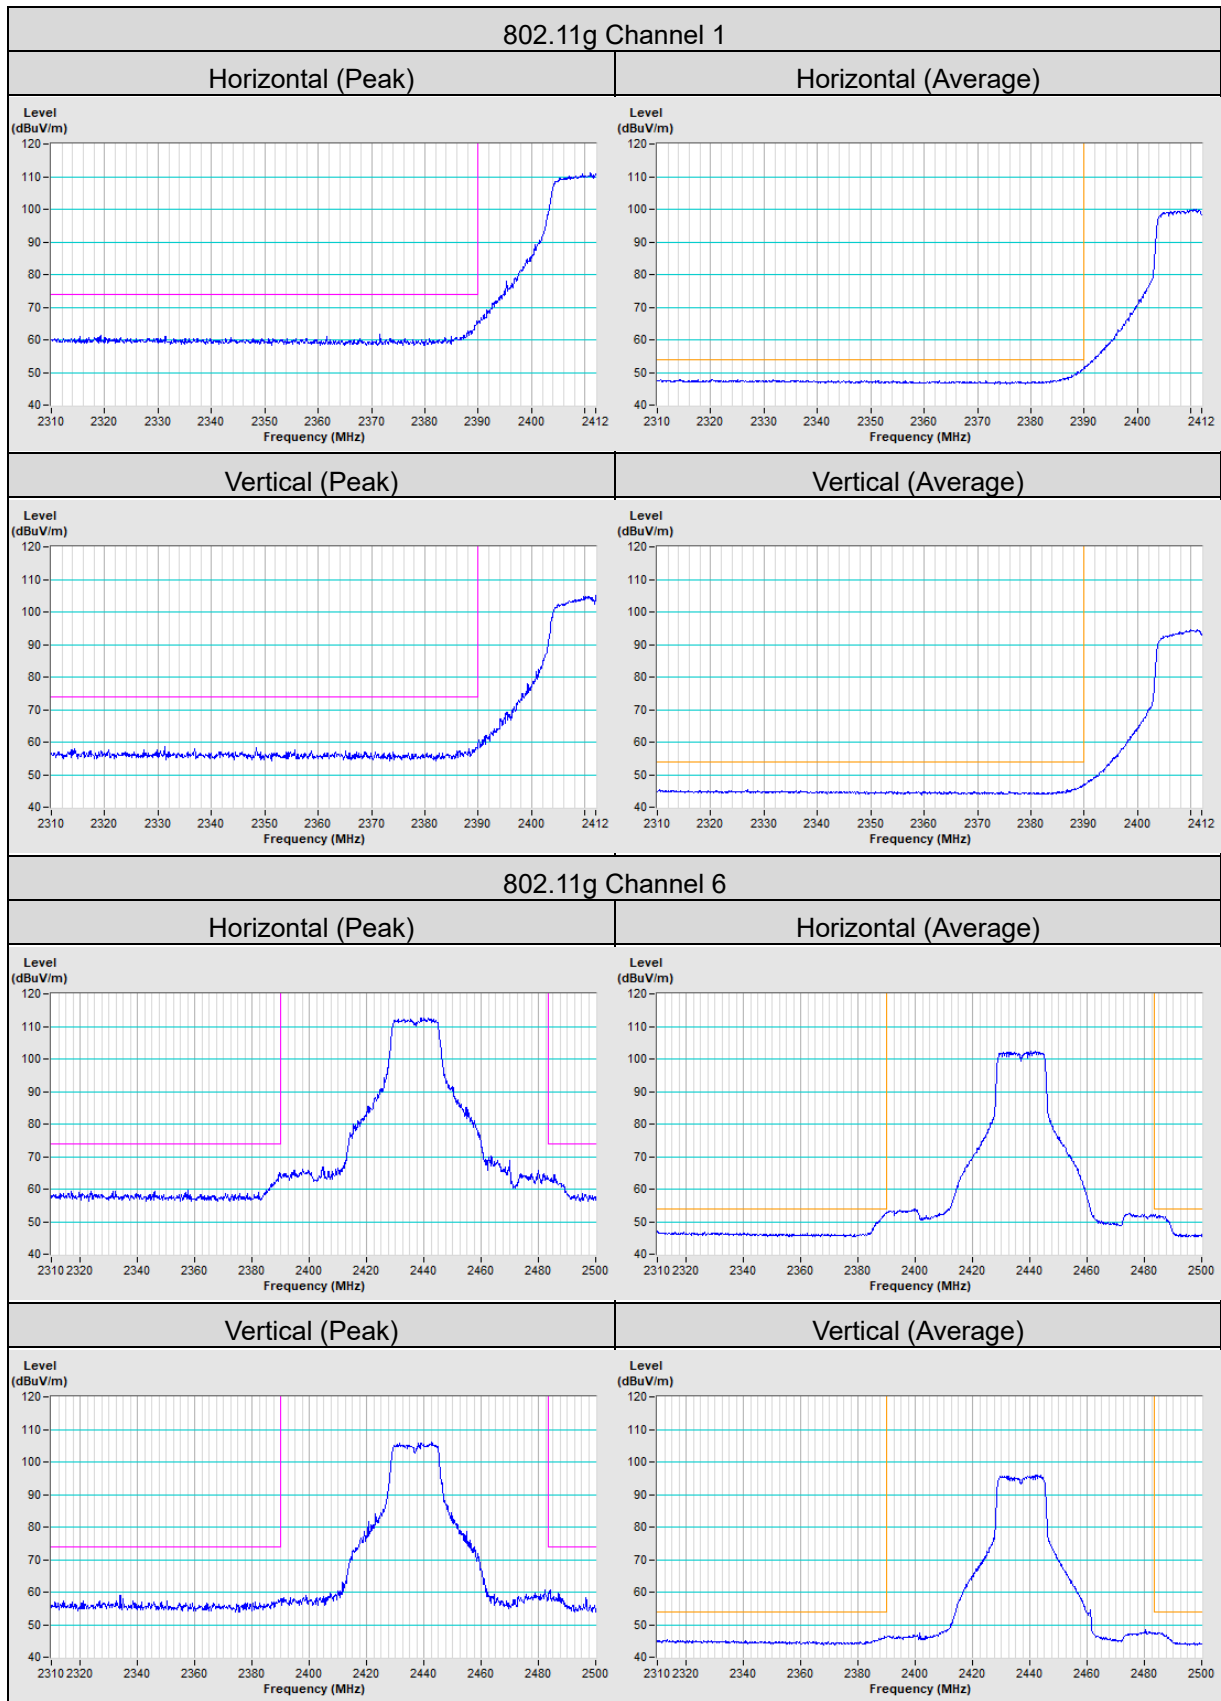 802.11g Channel 1
Horizontal (Peak) Horizontal (Average)
Level Level
(dBuV/m) (dBuV/m)
120 120
110 110
100 100
90 90
80 80
70 70
60 60
50 50
40 40
2310 2320 2330 2340 2350 2360 2370 2380 2390 2400 2412 2310 2320 2330 2340 2350 2360 2370 2380 2390 2400 2412
Frequency (MHz) Frequency (MHz)
Vertical (Peak) Vertical (Average)
Level Level
(dBuV/m) (dBuV/m)
120 120
110 110
100 100
90 90
80 80
70 70
60 60
50 50
40 40
2310 2320 2330 2340 2350 2360 2370 2380 2390 2400 2412 2310 2320 2330 2340 2350 2360 2370 2380 2390 2400 2412
Frequency (MHz) Frequency (MHz)
802.11g Channel 6
Horizontal (Peak) Horizontal (Average)
Level Level
(dBuV/m) (dBuV/m)
120 120
110 110
100 100
90 90
80 80
70 70
60 60
50 50
40 40
2310 2320 2340 2360 2380 2400 2420 2440 2460 2480 2500 2310 2320 2340 2360 2380 2400 2420 2440 2460 2480 2500
Frequency (MHz) Frequency (MHz)
Vertical (Peak) Vertical (Average)
Level Level
(dBuV/m) (dBuV/m)
120 120
110 110
100 100
90 90
80 80
70 70
60 60
50 50
40 40
2310 2320 2340 2360 2380 2400 2420 2440 2460 2480 2500 2310 2320 2340 2360 2380 2400 2420 2440 2460 2480 2500
Frequency (MHz) Frequency (MHz)